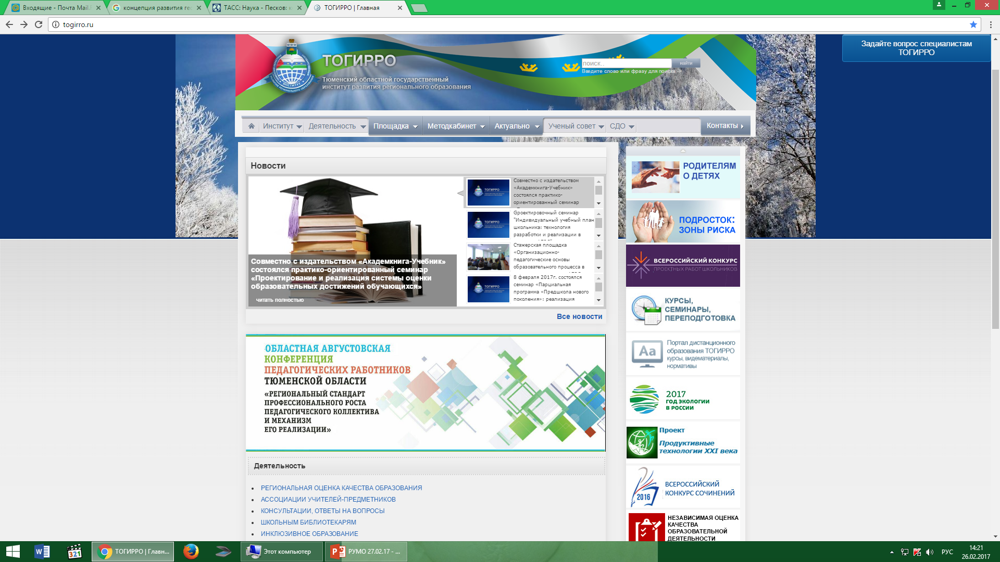 Входящие - Почта Mail.
концепция развития гео
ТАСС: Наука - Песков: к
ТОГИРРО | Главная
togirro.ru
Задайте вопрос специалистам
ТОГИРРО
ТОГИРРО
Тюменский областной государственный
институт развития регионального образования
поиск..
найти
Введите слово или фразу для поиска ->
Институт
Деятельность
Площадка
Методкабинет
Актуально
Ученый совет
СДО
Контакты
Новости
Совместно с издательством «Академкнига-Учебник»
состоялся практико-ориентированный семинар
«Проектирование и реализация системы оценки
образовательных достижений обучающихся»
читать полностью
Совместно с издательством
«Академкнига-Учебник»
состоялся практико-
ориентированный семинар
Gроектировочный семинар
"Индивидуальный учебный план
школьника: технология
разработки и реализации в
Стажерская площадка
«Организационно-
педагогические основы
образовательного процесса в
8 февраля 2017г. состоялся
семинар «Парциальная
программа «Предшкола нового
поколения»: реализация
Все новости
ОБЛАСТНАЯ АВГУСТОВСКАЯ
КОНФЕРЕНЦИЯ
ПЕДАГОГИЧЕСКИХ РАБОТНИКОВ
ТЮМЕНСКОЙ ОБЛАСТИ
«РЕГИОНАЛЬНЫЙ СТАНДАРТ
ПРОФЕССИОНАЛЬНОГО РОСТА
ПЕДАГОГИЧЕСКОГО КОЛЛЕКТИВА
И МЕХАНИЗМ
ЕГО РЕАЛИЗАЦИИ»
Деятельность
РЕГИОНАЛЬНАЯ ОЦЕНКА КАЧЕСТВА ОБРАЗОВАНИЯ
АССОЦИАЦИИ УЧИТЕЛЕЙ-ПРЕДМЕТНИКОВ
КОНСУЛЬТАЦИИ, ОТВЕТЫ НА ВОПРОСЫ
ШКОЛЬНЫМ БИБЛИОТЕКАРЯМ
ИНКЛЮЗИВНОЕ ОБРАЗОВАНИЕ
РОДИТЕЛЯМ
О ДЕТЯХ
ПОДРОСТОК:
ЗОНЫ РИСКА
ВСЕРОССИЙСКИЙ КОНКУРС
ПРОЕКТНЫХ РАБОТ ШКОЛЬНИКОВ
КУРСЫ,
СЕМИНАРЫ,
ПЕРЕПОДГОТОВКА
Aa
Портал дистанционного
образования ТОГИРРО
курсы, видематериалы,
нормативы
2017
ГОД ЭКОЛОГИИ
В РОССИИ
Проект
Продуктивные
технологии XXI века
2016
ВСЕРОССИЙСКИЙ
КОНКУРС СОЧИНЕНИЙ
НЕЗАВИСИМАЯ ОЦЕНКА
КАЧЕСТВА
ОБРАЗОВАТЕЛЬНОЙ
ДЕЯТЕЛЬНОСТИ
321
ТОГИРРО | Главн...
Этот компьютер
РУМО 27.02.17 - ...
РУС
14:21
26.02.2017